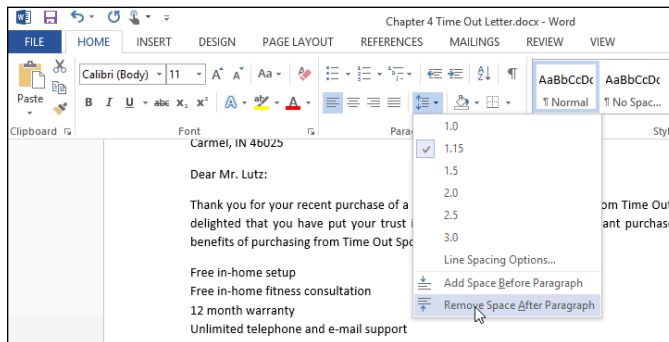 Chapter 4 Time Out Letter.docx - Word
FILE HOME INSERT DESIGN PAGE LAYOUT REFERENCES MAILINGS REVIEW VIEW
Calibri (Body) 11 Aa AaBbCcDc AaBbCcDc
Paste B I U abc X₂ X² A ab A ¶ Normal ¶ No Spac...
Clipboard Font Para Styl
1.0
1.15
1.5
2.0
2.5
3.0
Line Spacing Options...
Add Space Before Paragraph
Remove Space After Paragraph
Carmel, IN 46025
Dear Mr. Lutz:
Thank you for your recent purchase of a om Time Out
delighted that you have put your trust ant purchase
benefits of purchasing from Time Out Spo
Free in-home setup
Free in-home fitness consultation
12 month warranty
Unlimited telephone and e-mail support